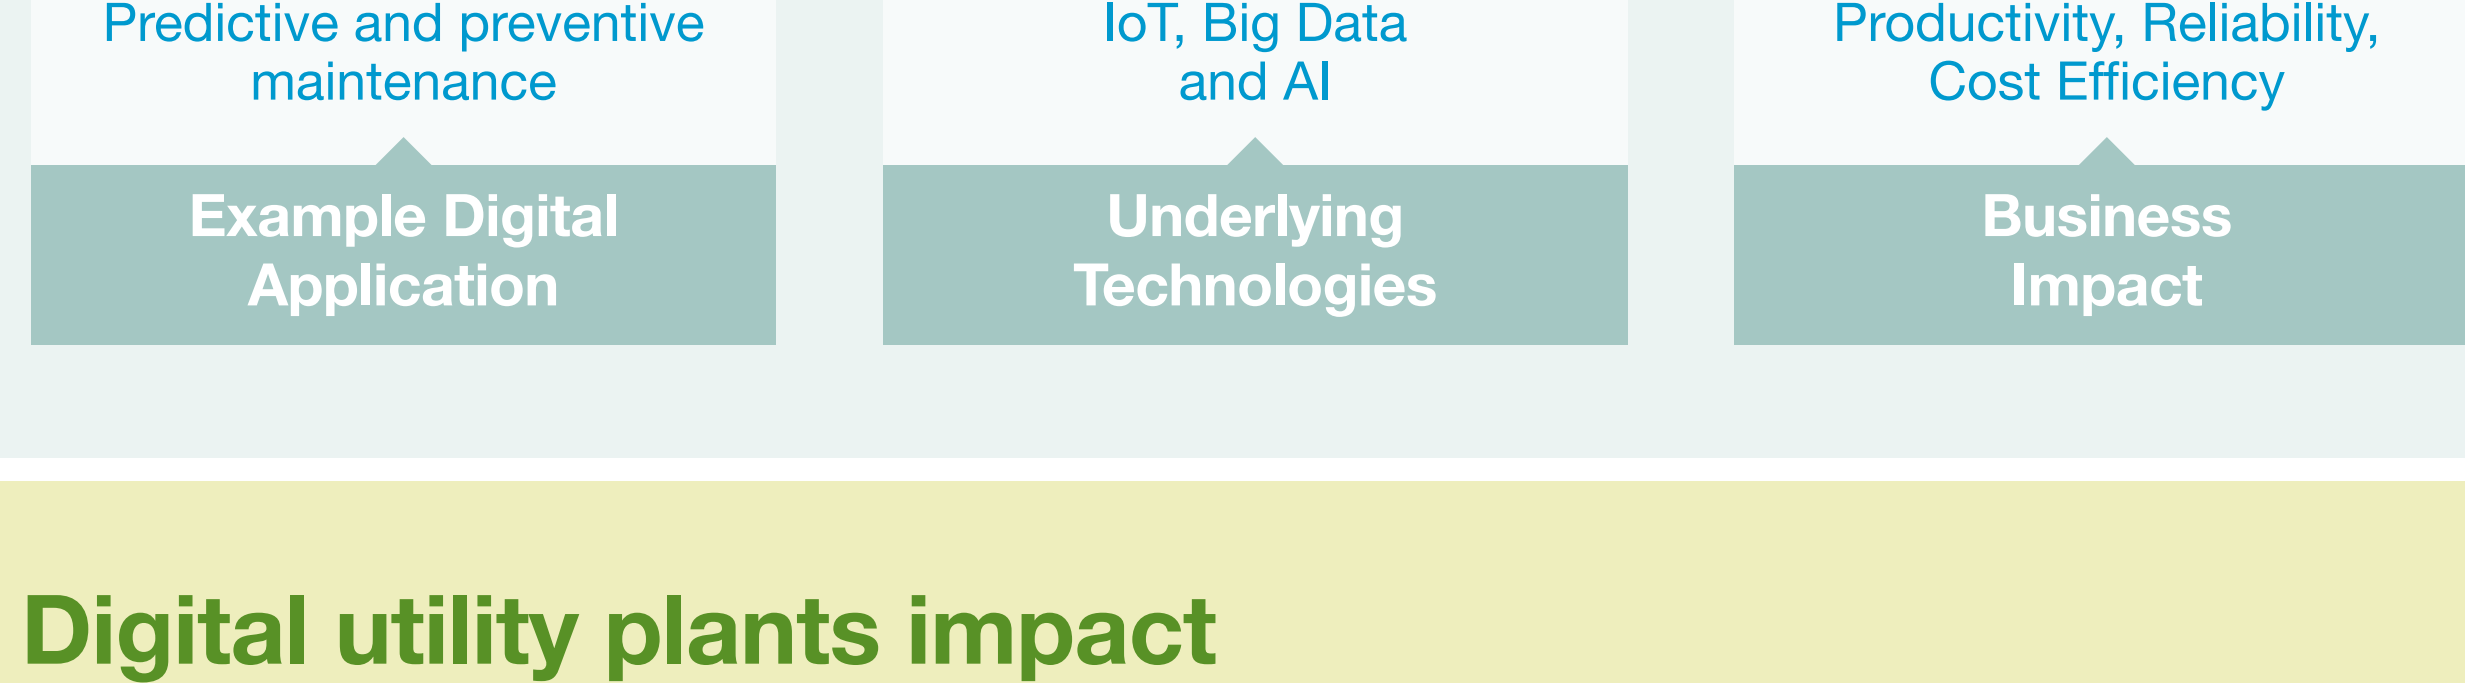 Predictive and preventive
maintenance
Example Digital
Application
IoT, Big Data
and AI
Underlying
Technologies
Productivity, Reliability,
Cost Efficiency
Business
Impact
Digital utility plants impact